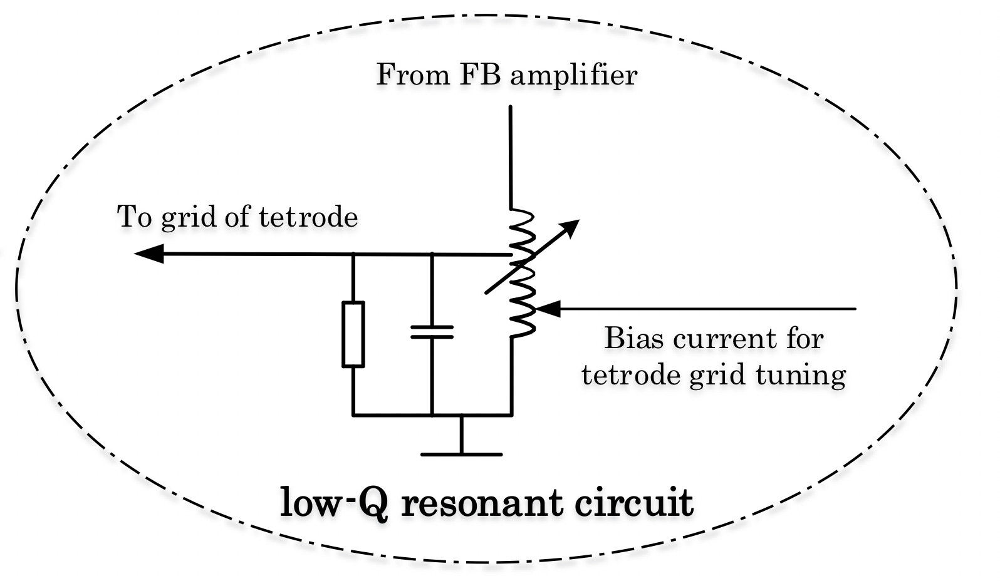 From FB amplifier
To grid of tetrode
Bias current for
tetrode grid tuning
low-Q resonant circuit